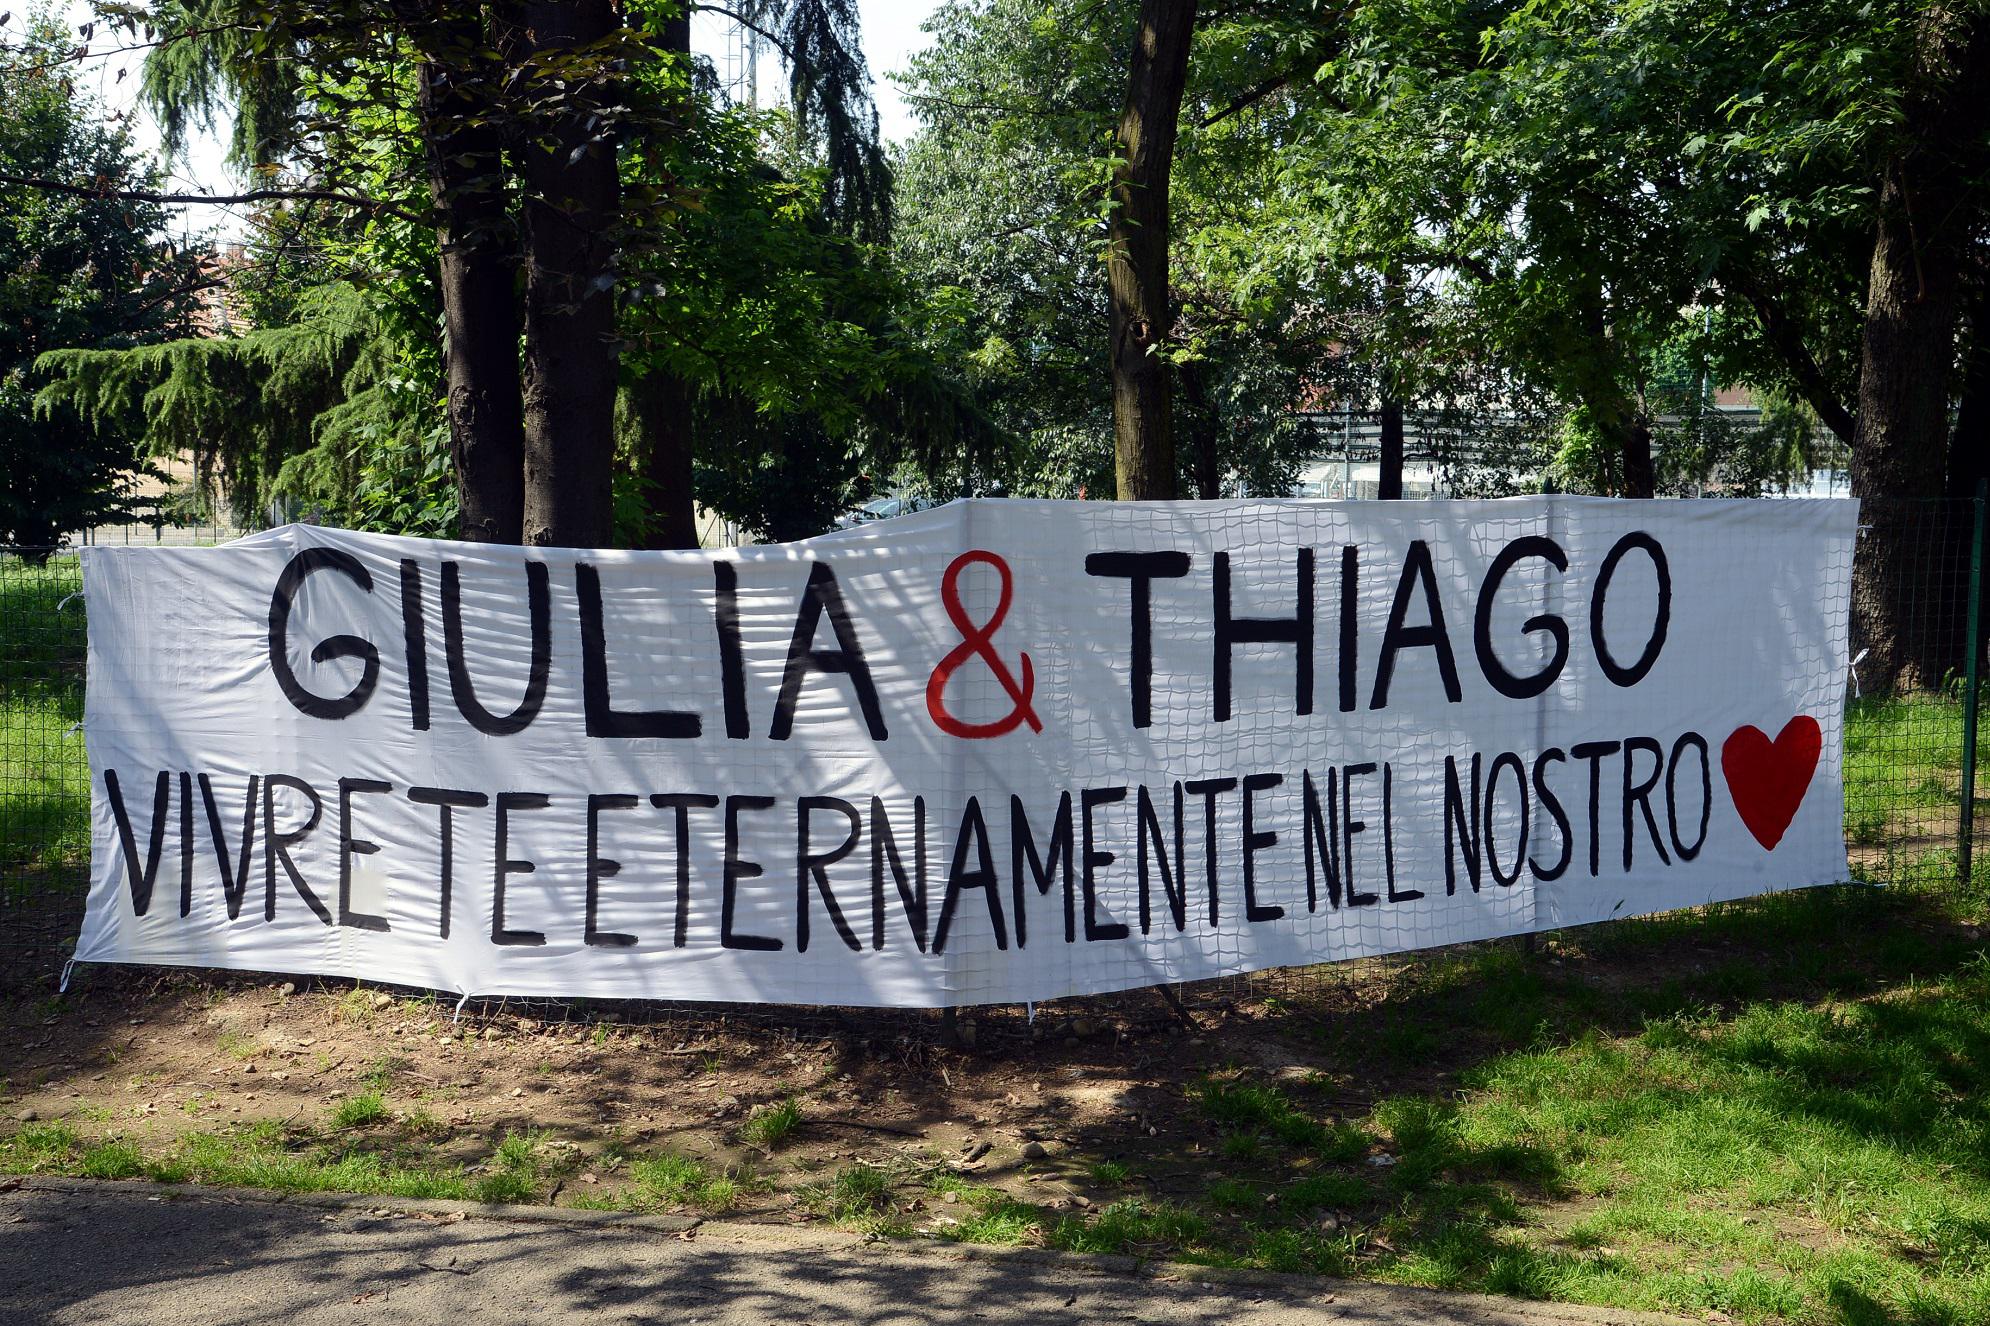 GIULIA & THIAGO
VIVRETE ETERNAMENTE NEL NOSTRO ❤